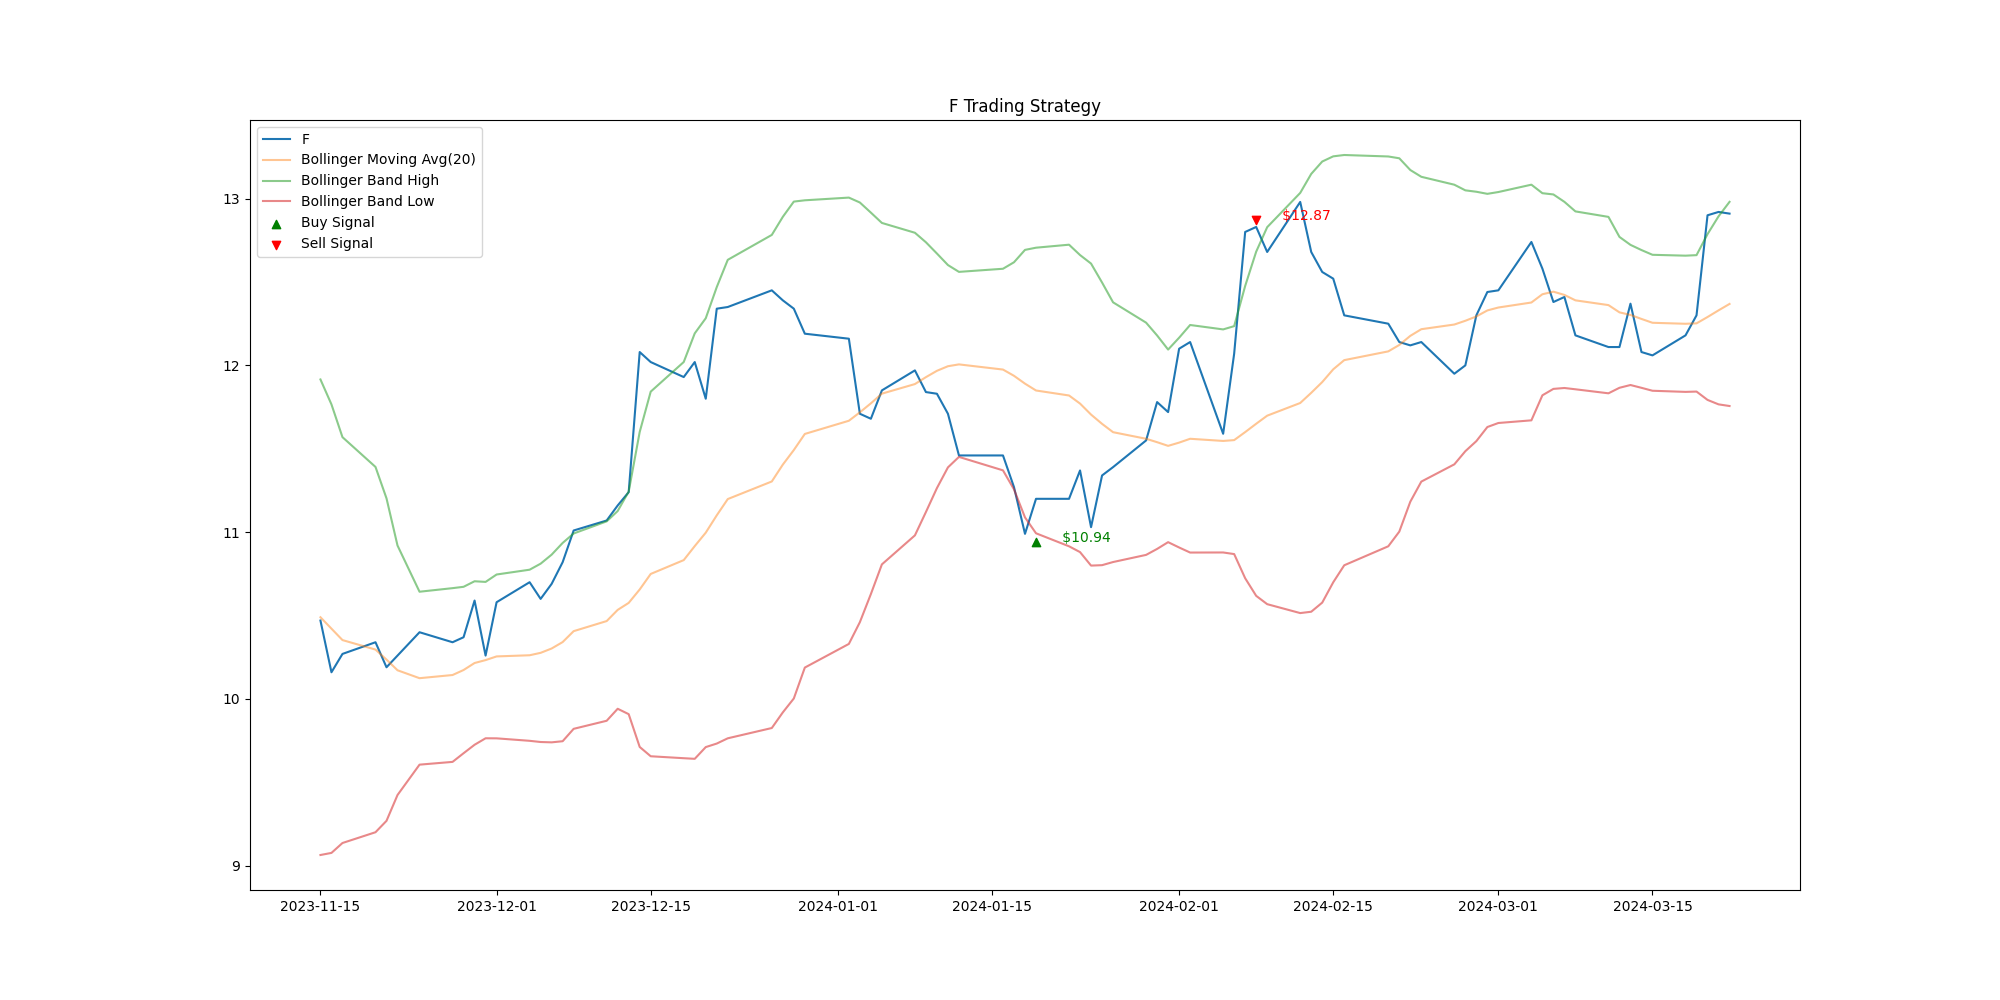 F Trading Strategy
F
Bollinger Moving Avg(20)
Bollinger Band High
Bollinger Band Low
Buy Signal
Sell Signal
13
12
11
10
9
$12.87
$10.94
2023-11-15
2023-12-01
2023-12-15
2024-01-01
2024-01-15
2024-02-01
2024-02-15
2024-03-01
2024-03-15